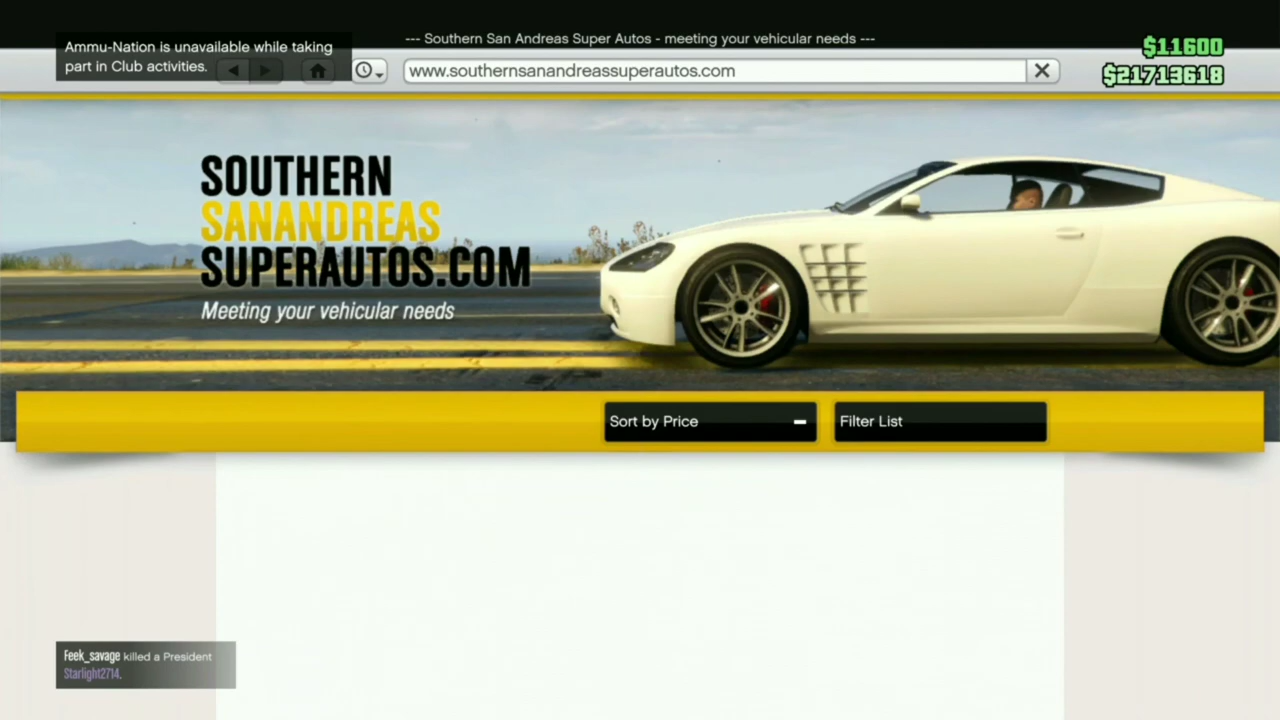 Ammu-Nation is unavailable while taking
part in Club activities.
--- Southern San Andreas Super Autos - meeting your vehicular needs ---
$11600
$21713618
www.southernsanandreassuperautos.com
SOUTHERN
SANANDREAS
SUPERAUTOS.COM
Meeting your vehicular needs
Sort by Price
Filter List
Feek_savage killed a President
Starlight2714.